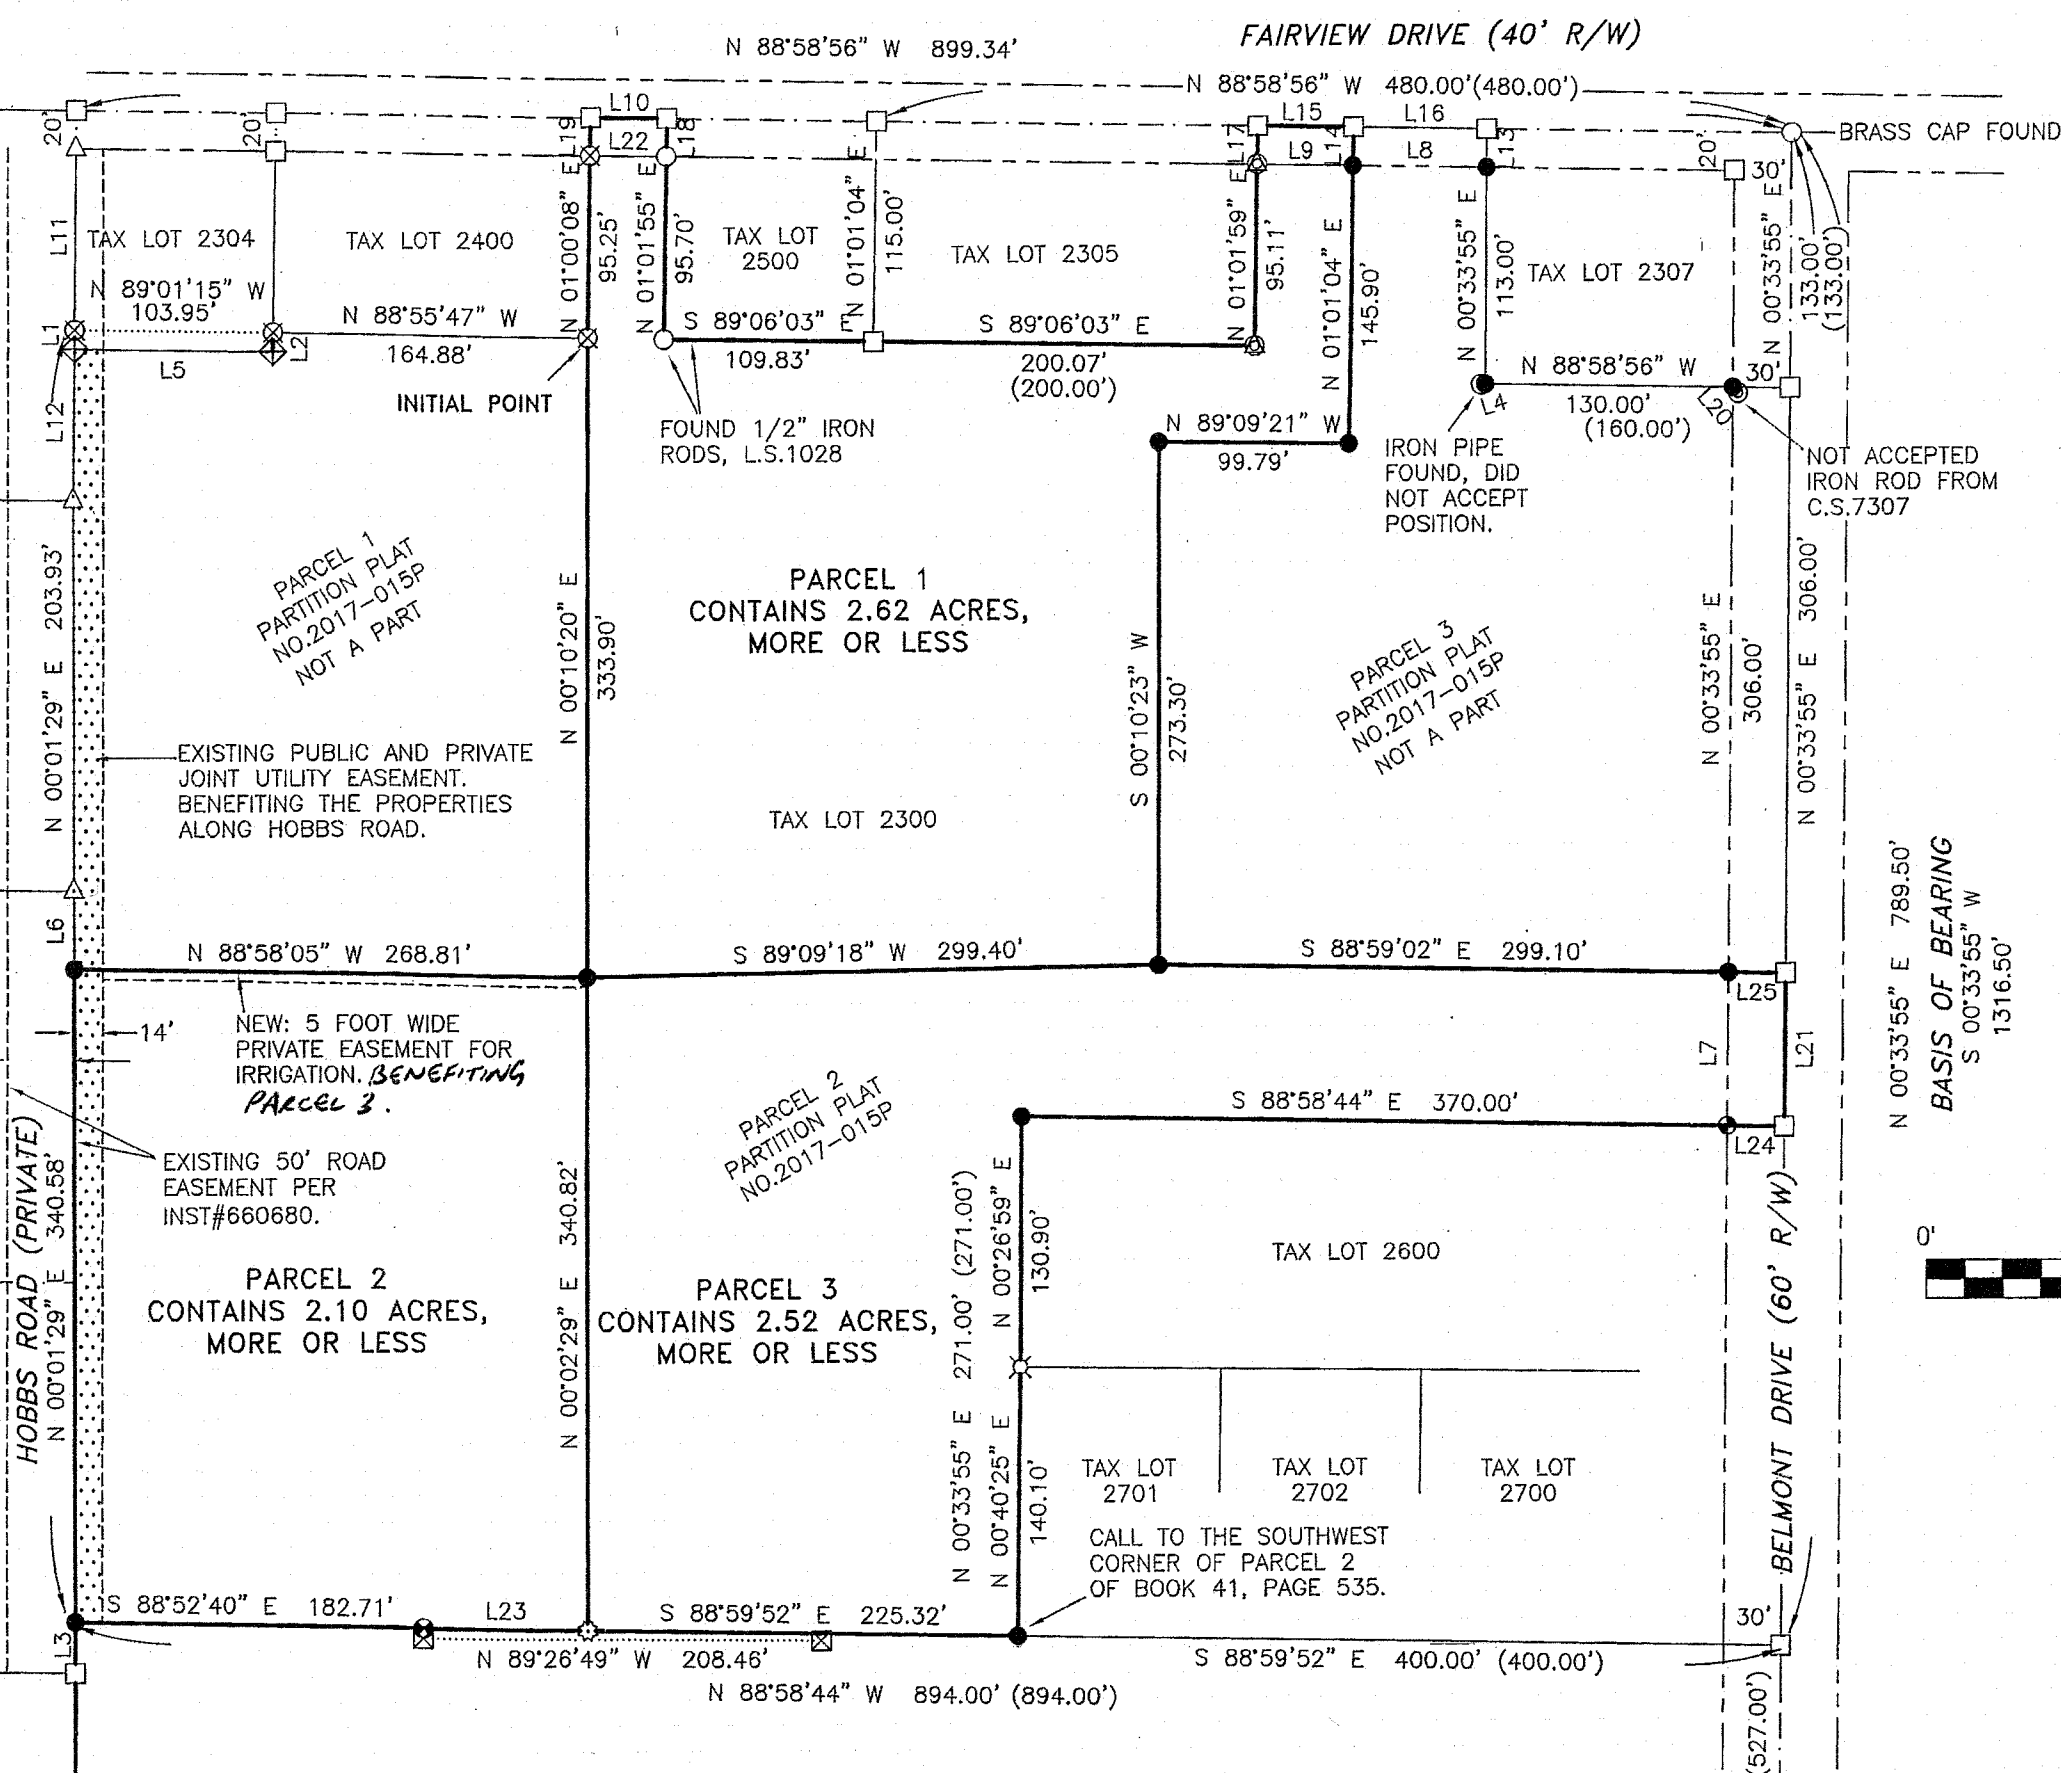 FAIRVIEW DRIVE (40' R/W)
N 88°58'56" W 899.34'
N 88°58'56" W 480.00'(480.00')
BRASS CAP FOUND
20'
20'
L19
L10
L22
L18
L17
L15
L9
L14
L16
L8
L13
20'
30'
L11
TAX LOT 2304
TAX LOT 2400
N 01°00'08" E
95.25'
N 01°01'55" E
95.70'
TAX LOT
2500
N 01°01'04" E
115.00'
TAX LOT 2305
N 01°01'59" E
95.11'
N 01°01'04" E
145.90'
N 00°33'55" E
113.00'
TAX LOT 2307
N 00°33'55" E
133.00'
(133.00')
N 89°01'15" W
103.95'
N 88°55'47" W
164.88'
L1
L2
L5
L12
INITIAL POINT
S 89°06'03" E
109.83'
S 89°06'03" E
200.07'
(200.00')
FOUND 1/2" IRON
RODS, L.S.1028
N 89°09'21" W
99.79'
L4
N 88°58'56" W
130.00'
(160.00')
30'
L20
IRON PIPE
FOUND, DID
NOT ACCEPT
POSITION.
NOT ACCEPTED
IRON ROD FROM
C.S.7307
N 00°01'29" E 203.93'
PARCEL 1
PARTITION PLAT
NO.2017-015P
NOT A PART
N 00°10'20" E
333.90'
PARCEL 1
CONTAINS 2.62 ACRES,
MORE OR LESS
S 00°10'23" W
273.30'
PARCEL 3
PARTITION PLAT
NO.2017-015P
NOT A PART
N 00°33'55" E
306.00'
N 00°33'55" E 306.00'
EXISTING PUBLIC AND PRIVATE
JOINT UTILITY EASEMENT.
BENEFITING THE PROPERTIES
ALONG HOBBS ROAD.
TAX LOT 2300
N 00°33'55" E 789.50'
BASIS OF BEARING
S 00°33'55" W
1316.50'
L6
N 88°58'05" W 268.81'
S 89°09'18" W 299.40'
S 88°59'02" E 299.10'
L25
14'
NEW: 5 FOOT WIDE
PRIVATE EASEMENT FOR
IRRIGATION. BENEFITING
PARCEL 3.
L7
L21
PARCEL 2
PARTITION PLAT
NO.2017-015P
S 88°58'44" E 370.00'
L24
HOBBS ROAD (PRIVATE)
N 00°01'29" E 340.58'
EXISTING 50' ROAD
EASEMENT PER
INST#660680.
N 00°02'29" E 340.82'
N 00°33'55" E 271.00' (271.00')
N 00°26'59" E
130.90'
TAX LOT 2600
BELMONT DRIVE (60' R/W)
0'
PARCEL 2
CONTAINS 2.10 ACRES,
MORE OR LESS
PARCEL 3
CONTAINS 2.52 ACRES,
MORE OR LESS
N 00°40'25" E
140.10'
TAX LOT
2701
TAX LOT
2702
TAX LOT
2700
CALL TO THE SOUTHWEST
CORNER OF PARCEL 2
OF BOOK 41, PAGE 535.
L3
S 88°52'40" E 182.71'
L23
S 88°59'52" E 225.32'
30'
N 89°26'49" W 208.46'
S 88°59'52" E 400.00' (400.00')
N 88°58'44" W 894.00' (894.00')
(527.00')